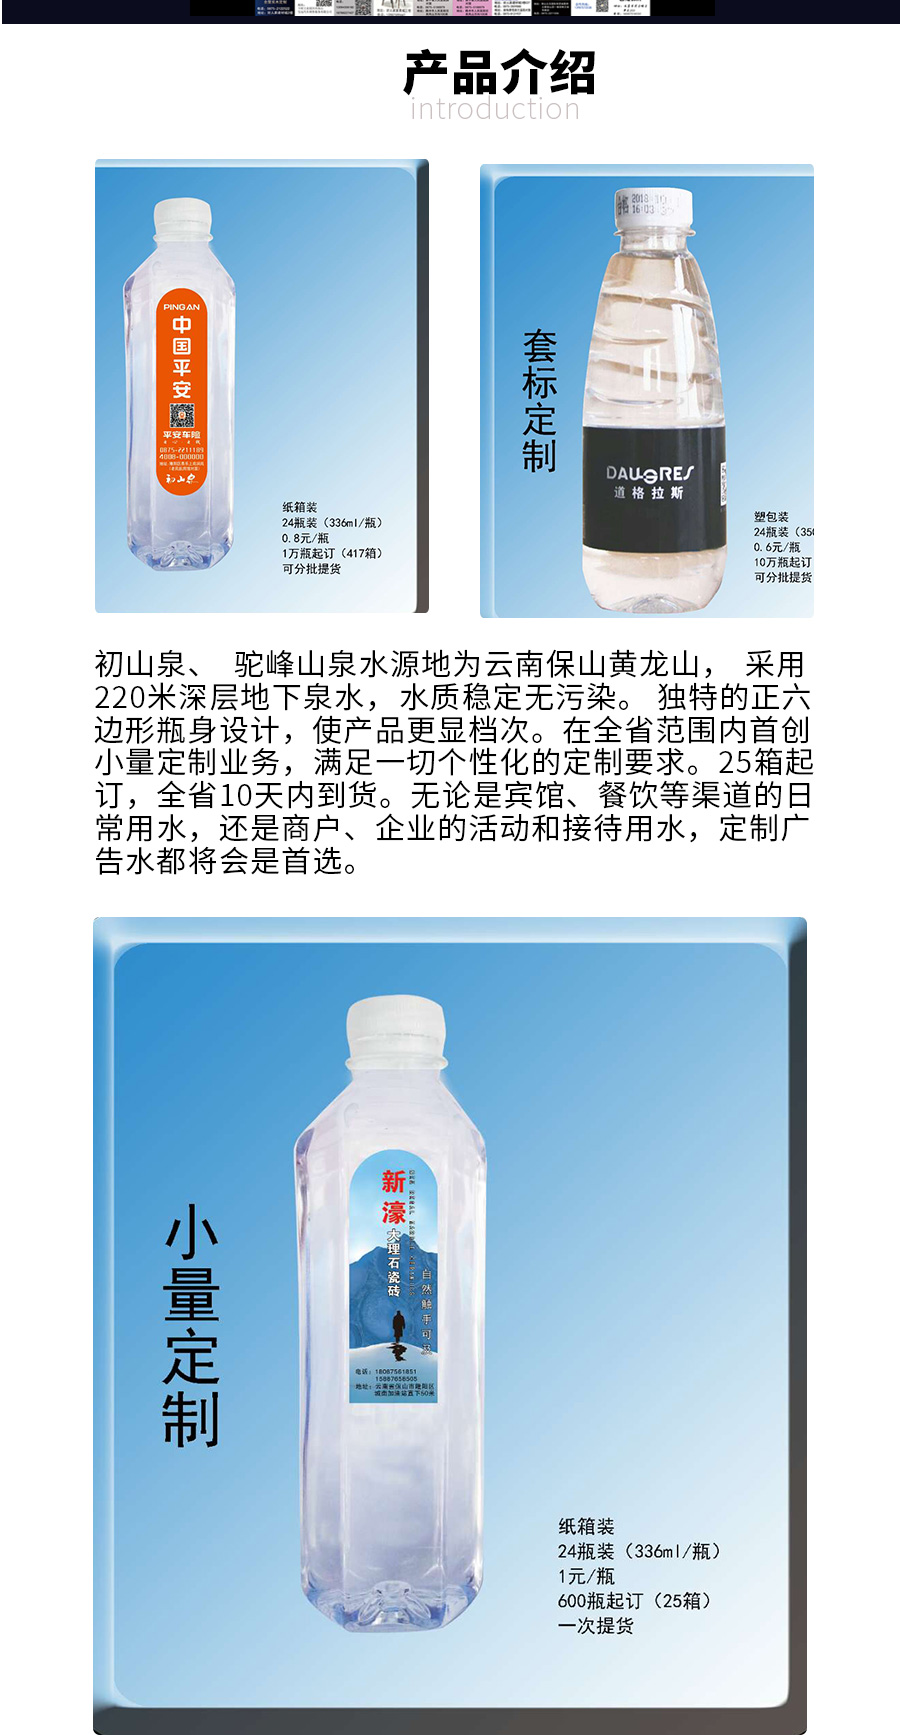 产品介绍
introduction
PINGAN
中国平安
平安车险
0875-2211189
4008-000000
初山泉
纸箱装
24瓶装（336ml/瓶）
0.8元/瓶
1万瓶起订（417箱）
可分批提货
套标定制
DAUGRES
道格拉斯
塑包装
24瓶装（350
0.6元/瓶
10万瓶起订
可分批提货
初山泉、 驼峰山泉水源地为云南保山黄龙山， 采用
220米深层地下泉水，水质稳定无污染。 独特的正六
边形瓶身设计，使产品更显档次。在全省范围内首创
小量定制业务，满足一切个性化的定制要求。25箱起
订，全省10天内到货。无论是宾馆、餐饮等渠道的日
常用水，还是商户、企业的活动和接待用水，定制广
告水都将会是首选。
小量定制
新濠
大理石瓷砖
自然触手可及
电话：18087561851
15887658505
地址：云南省保山市隆阳区
城南加油站直下50米
纸箱装
24瓶装（336ml/瓶）
1元/瓶
600瓶起订（25箱）
一次提货